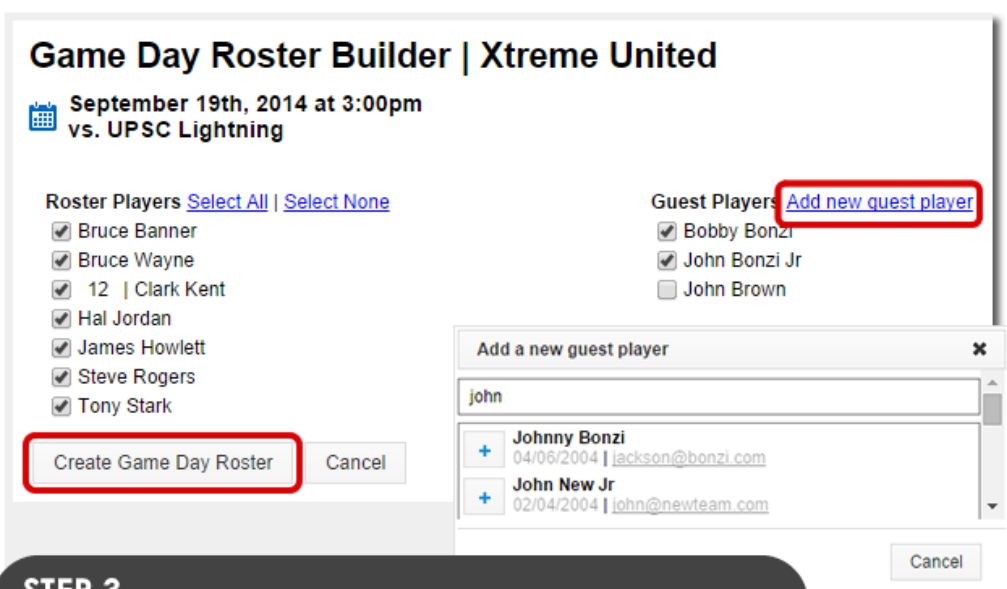 Game Day Roster Builder | Xtreme United
September 19th, 2014 at 3:00pm
vs. UPSC Lightning
Roster Players Select All | Select None
Bruce Banner
Bruce Wayne
12 | Clark Kent
Hal Jordan
James Howlett
Steve Rogers
Tony Stark
Create Game Day Roster Cancel
Guest Players Add new guest player
Bobby Bonzi
John Bonzi Jr
John Brown
Add a new guest player
john
Johnny Bonzi
04/06/2004 | jackson@bonzi.com
John New Jr
02/04/2004 | john@newteam.com
Cancel
STEP 3